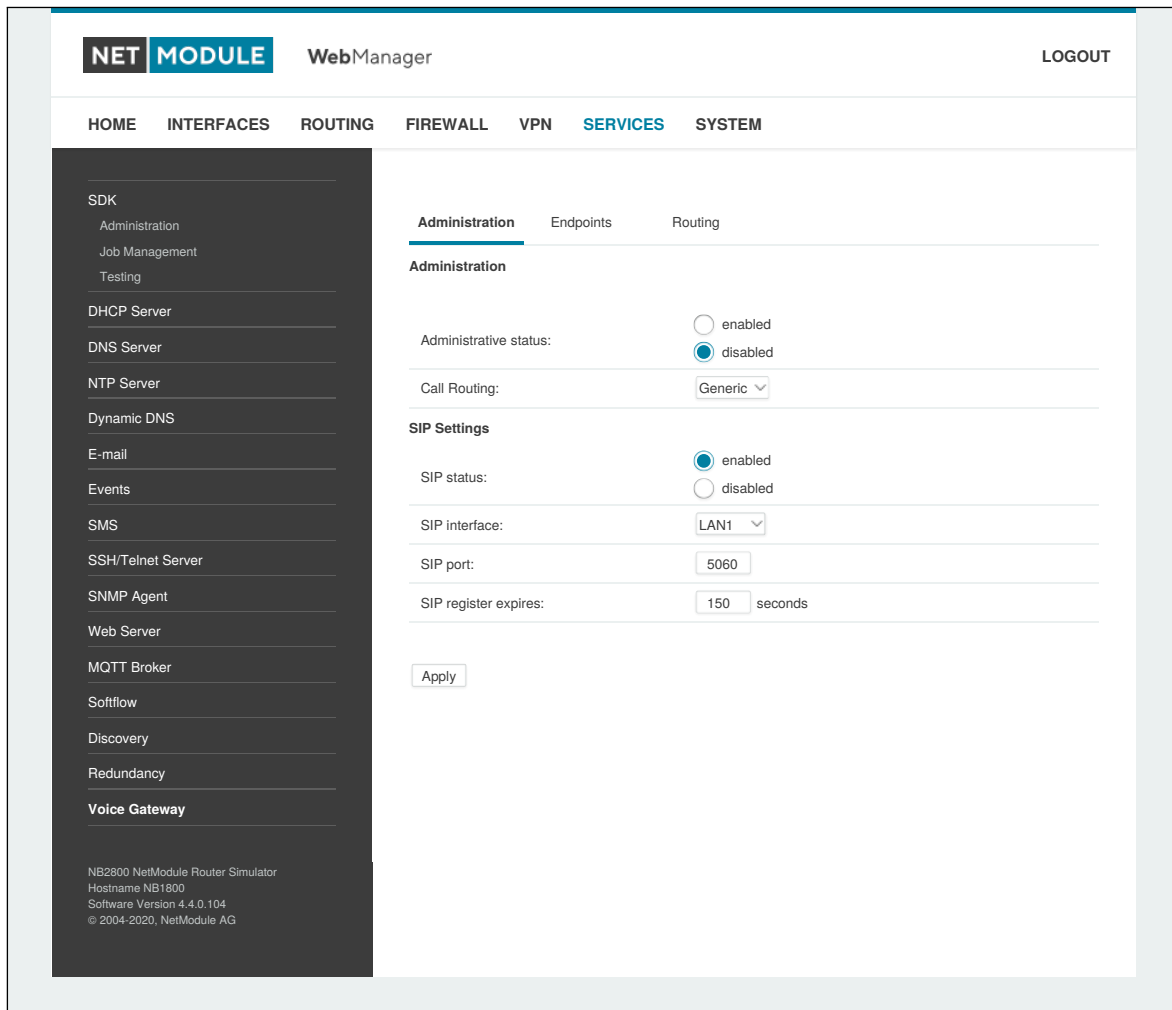 NET MODULE WebManager LOGOUT
HOME INTERFACES ROUTING FIREWALL VPN SERVICES SYSTEM
SDK
Administration
Job Management
Testing
DHCP Server
DNS Server
NTP Server
Dynamic DNS
E-mail
Events
SMS
SSH/Telnet Server
SNMP Agent
Web Server
MQTT Broker
Softflow
Discovery
Redundancy
Voice Gateway
NB2800 NetModule Router Simulator
Hostname NB1800
Software Version 4.4.0.104
© 2004-2020, NetModule AG
Administration Endpoints Routing
Administration
Administrative status:
enabled
disabled
Call Routing: Generic
SIP Settings
SIP status:
enabled
disabled
SIP interface: LAN1
SIP port: 5060
SIP register expires: 150 seconds
Apply